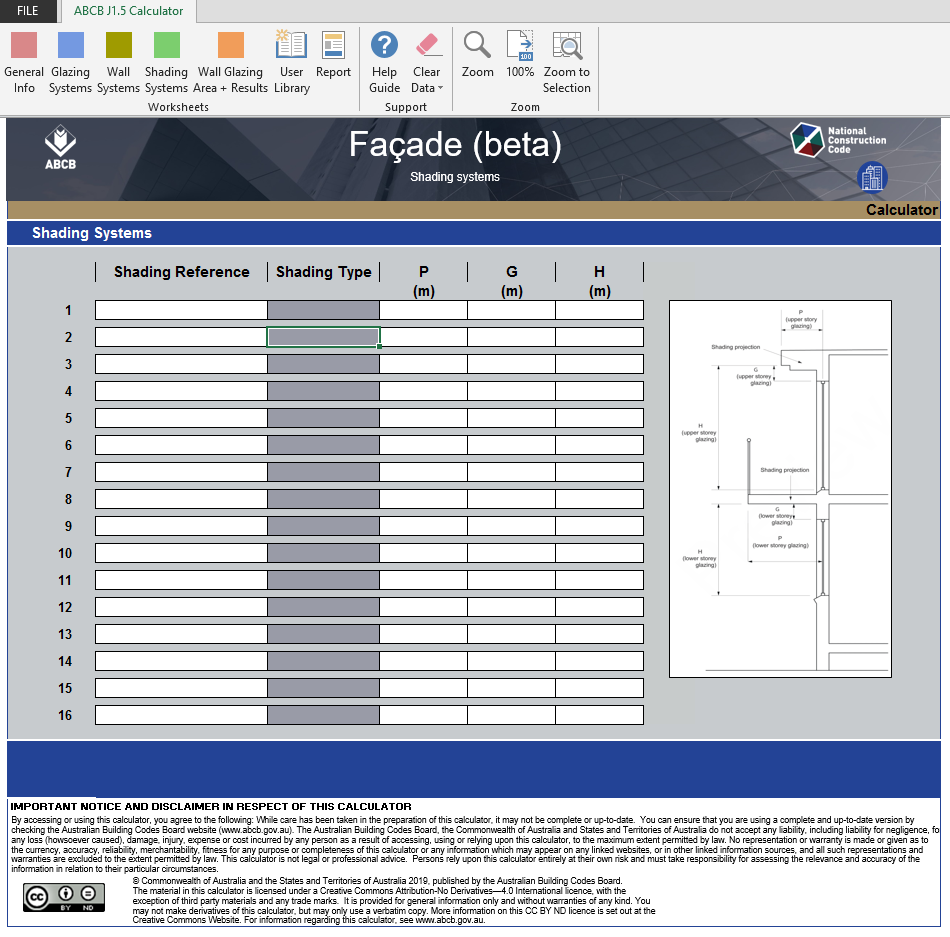 FILE
ABCB J1.5 Calculator
General Info
Glazing Systems
Wall Systems
Shading Systems
Wall Glazing Area + Results
User Library
Report
Worksheets
Help Guide
Clear Data
Support
Zoom
100%
Zoom to Selection
Zoom
ABCB
Façade (beta)
Shading systems
National
Construction
Code
Calculator
Shading Systems
Shading Reference Shading Type P (m) G (m) H (m)
1
2
3
4
5
6
7
8
9
10
11
12
13
14
15
16
P
(upper story
glazing)
Shading projection
G
(upper storey
glazing)
H
(upper storey
glazing)
Shading projection
G
(lower storey
glazing)
P
(lower storey glazing)
H
(lower storey
glazing)
IMPORTANT NOTICE AND DISCLAIMER IN RESPECT OF THIS CALCULATOR
By accessing or using this calculator, you agree to the following: While care has been taken in the preparation of this calculator, it may not be complete or up-to-date. You can ensure that you are using a complete and up-to-date version by
checking the Australian Building Codes Board website (www.abcb.gov.au). The Australian Building Codes Board, the Commonwealth of Australia and States and Territories of Australia do not accept any liability, including liability for negligence, fo
any loss (howsoever caused), damage, injury, expense or cost incurred by any person as a result of accessing, using or relying upon this calculator, to the maximum extent permitted by law. No representation or warranty is made or given as to
the currency, accuracy, reliability, merchantability, fitness for any purpose or completeness of this calculator or any information which may appear on any linked websites, or in other linked information sources, and all such representations and
warranties are excluded to the extent permitted by law. This calculator is not legal or professional advice. Persons rely upon this calculator entirely at their own risk and must take responsibility for assessing the relevance and accuracy of the
information in relation to their particular circumstances.
cc BY ND
© Commonwealth of Australia and the States and Territories of Australia 2019, published by the Australian Building Codes Board.
The material in this calculator is licensed under a Creative Commons Attribution-No Derivatives—4.0 International licence, with the
exception of third party materials and any trade marks. It is provided for general information only and without warranties of any kind. You
may not make derivatives of this calculator, but may only use a verbatim copy. More information on this CC BY ND licence is set out at the
Creative Commons Website. For information regarding this calculator, see www.abcb.gov.au.